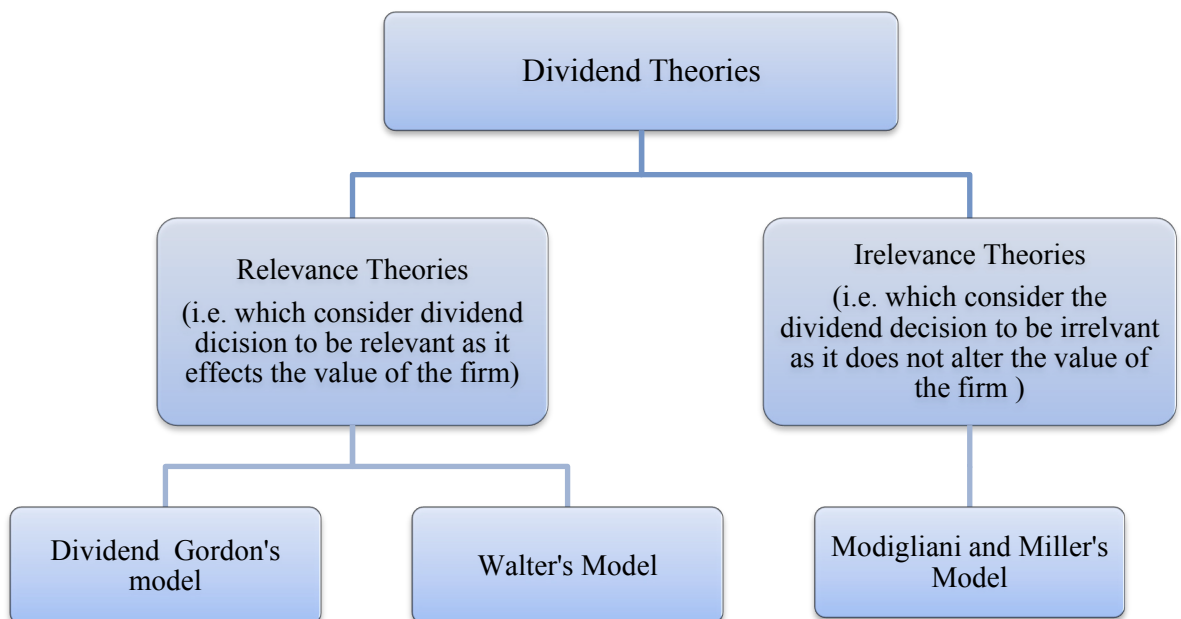 Dividend Theories
Relevance Theories
(i.e. which consider dividend
dicision to be relevant as it
effects the value of the firm)
Irelevance Theories
(i.e. which consider the
dividend decision to be irrelvant
as it does not alter the value of
the firm )
Dividend Gordon's
model
Walter's Model
Modigliani and Miller's
Model